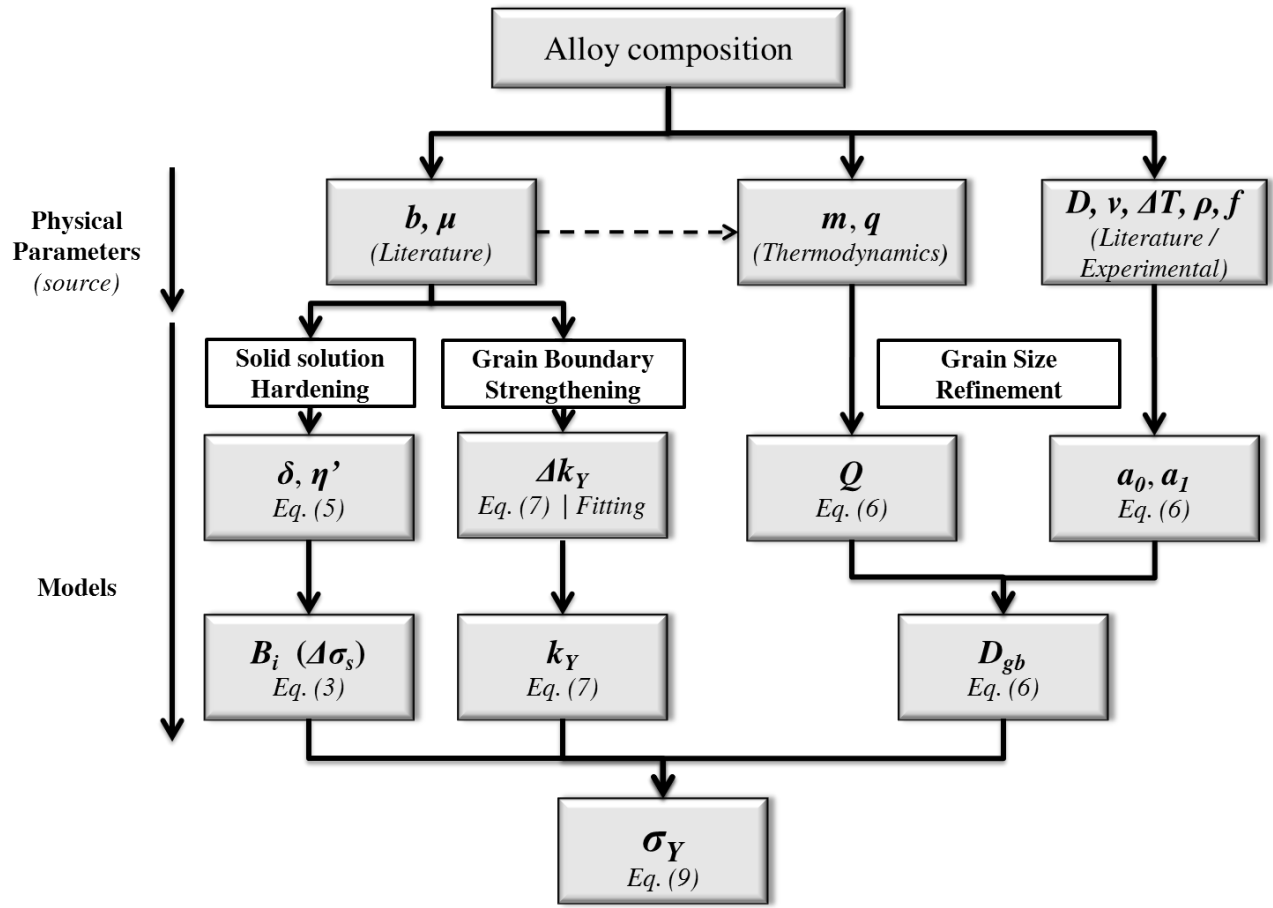 Alloy composition
Physical
Parameters
(source)
b, μ
(Literature)
m, q
(Thermodynamics)
D, v, ΔT, ρ, f
(Literature /
Experimental)
Solid solution
Hardening
Grain Boundary
Strengthening
Grain Size
Refinement
δ, η’
Eq. (5)
Δk_Y
Eq. (7) | Fitting
Q
Eq. (6)
a_0, a_1
Eq. (6)
Models
B_i (Δσ_s)
Eq. (3)
k_Y
Eq. (7)
D_gb
Eq. (6)
σ_Y
Eq. (9)